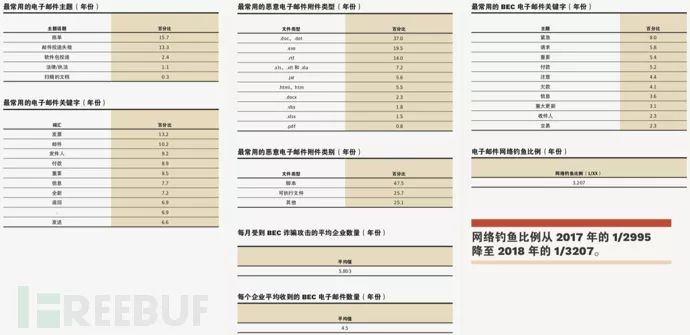 最常用的电子邮件主题（年份）
主题话题 百分比
账单 15.7
邮件投递失败 13.3
软件包投递 2.4
法律/执法 1.1
扫描的文档 0.3
最常用的电子邮件关键字（年份）
词汇 百分比
发票 13.2
邮件 10.2
发件人 9.2
付款 8.9
重要 8.5
信息 7.7
全新 7.2
返回 6.9
. 6.9
发送 6.6
最常用的恶意电子邮件附件类型（年份）
文件类型 百分比
.doc, .dot 37.0
.exe 19.5
.rtf 14.0
.xls, .xlt 和 .xla 7.2
.jar 5.6
.html, htm 5.5
.docx 2.3
.vbs 1.8
.xlsx 1.5
.pdf 0.8
最常用的恶意电子邮件附件类别（年份）
文件类型 百分比
脚本 47.5
可执行文件 25.7
其他 25.1
每月受到 BEC 诈骗攻击的平均企业数量（年份）
平均值
5,803
每个企业平均收到的 BEC 电子邮件数量（年份）
平均值
4.5
最常用的 BEC 电子邮件关键字（年份）
主题 百分比
紧急 8.0
请求 5.8
重要 5.4
付款 5.2
注意 4.4
欠款 4.1
信息 3.6
重大更新 3.1
收件人 2.3
交易 2.3
电子邮件网络钓鱼比例（年份）
网络钓鱼比例 (1/XX)
3,207
网络钓鱼比例从 2017 年的 1/2995
降至 2018 年的 1/3207。
FREEBUF